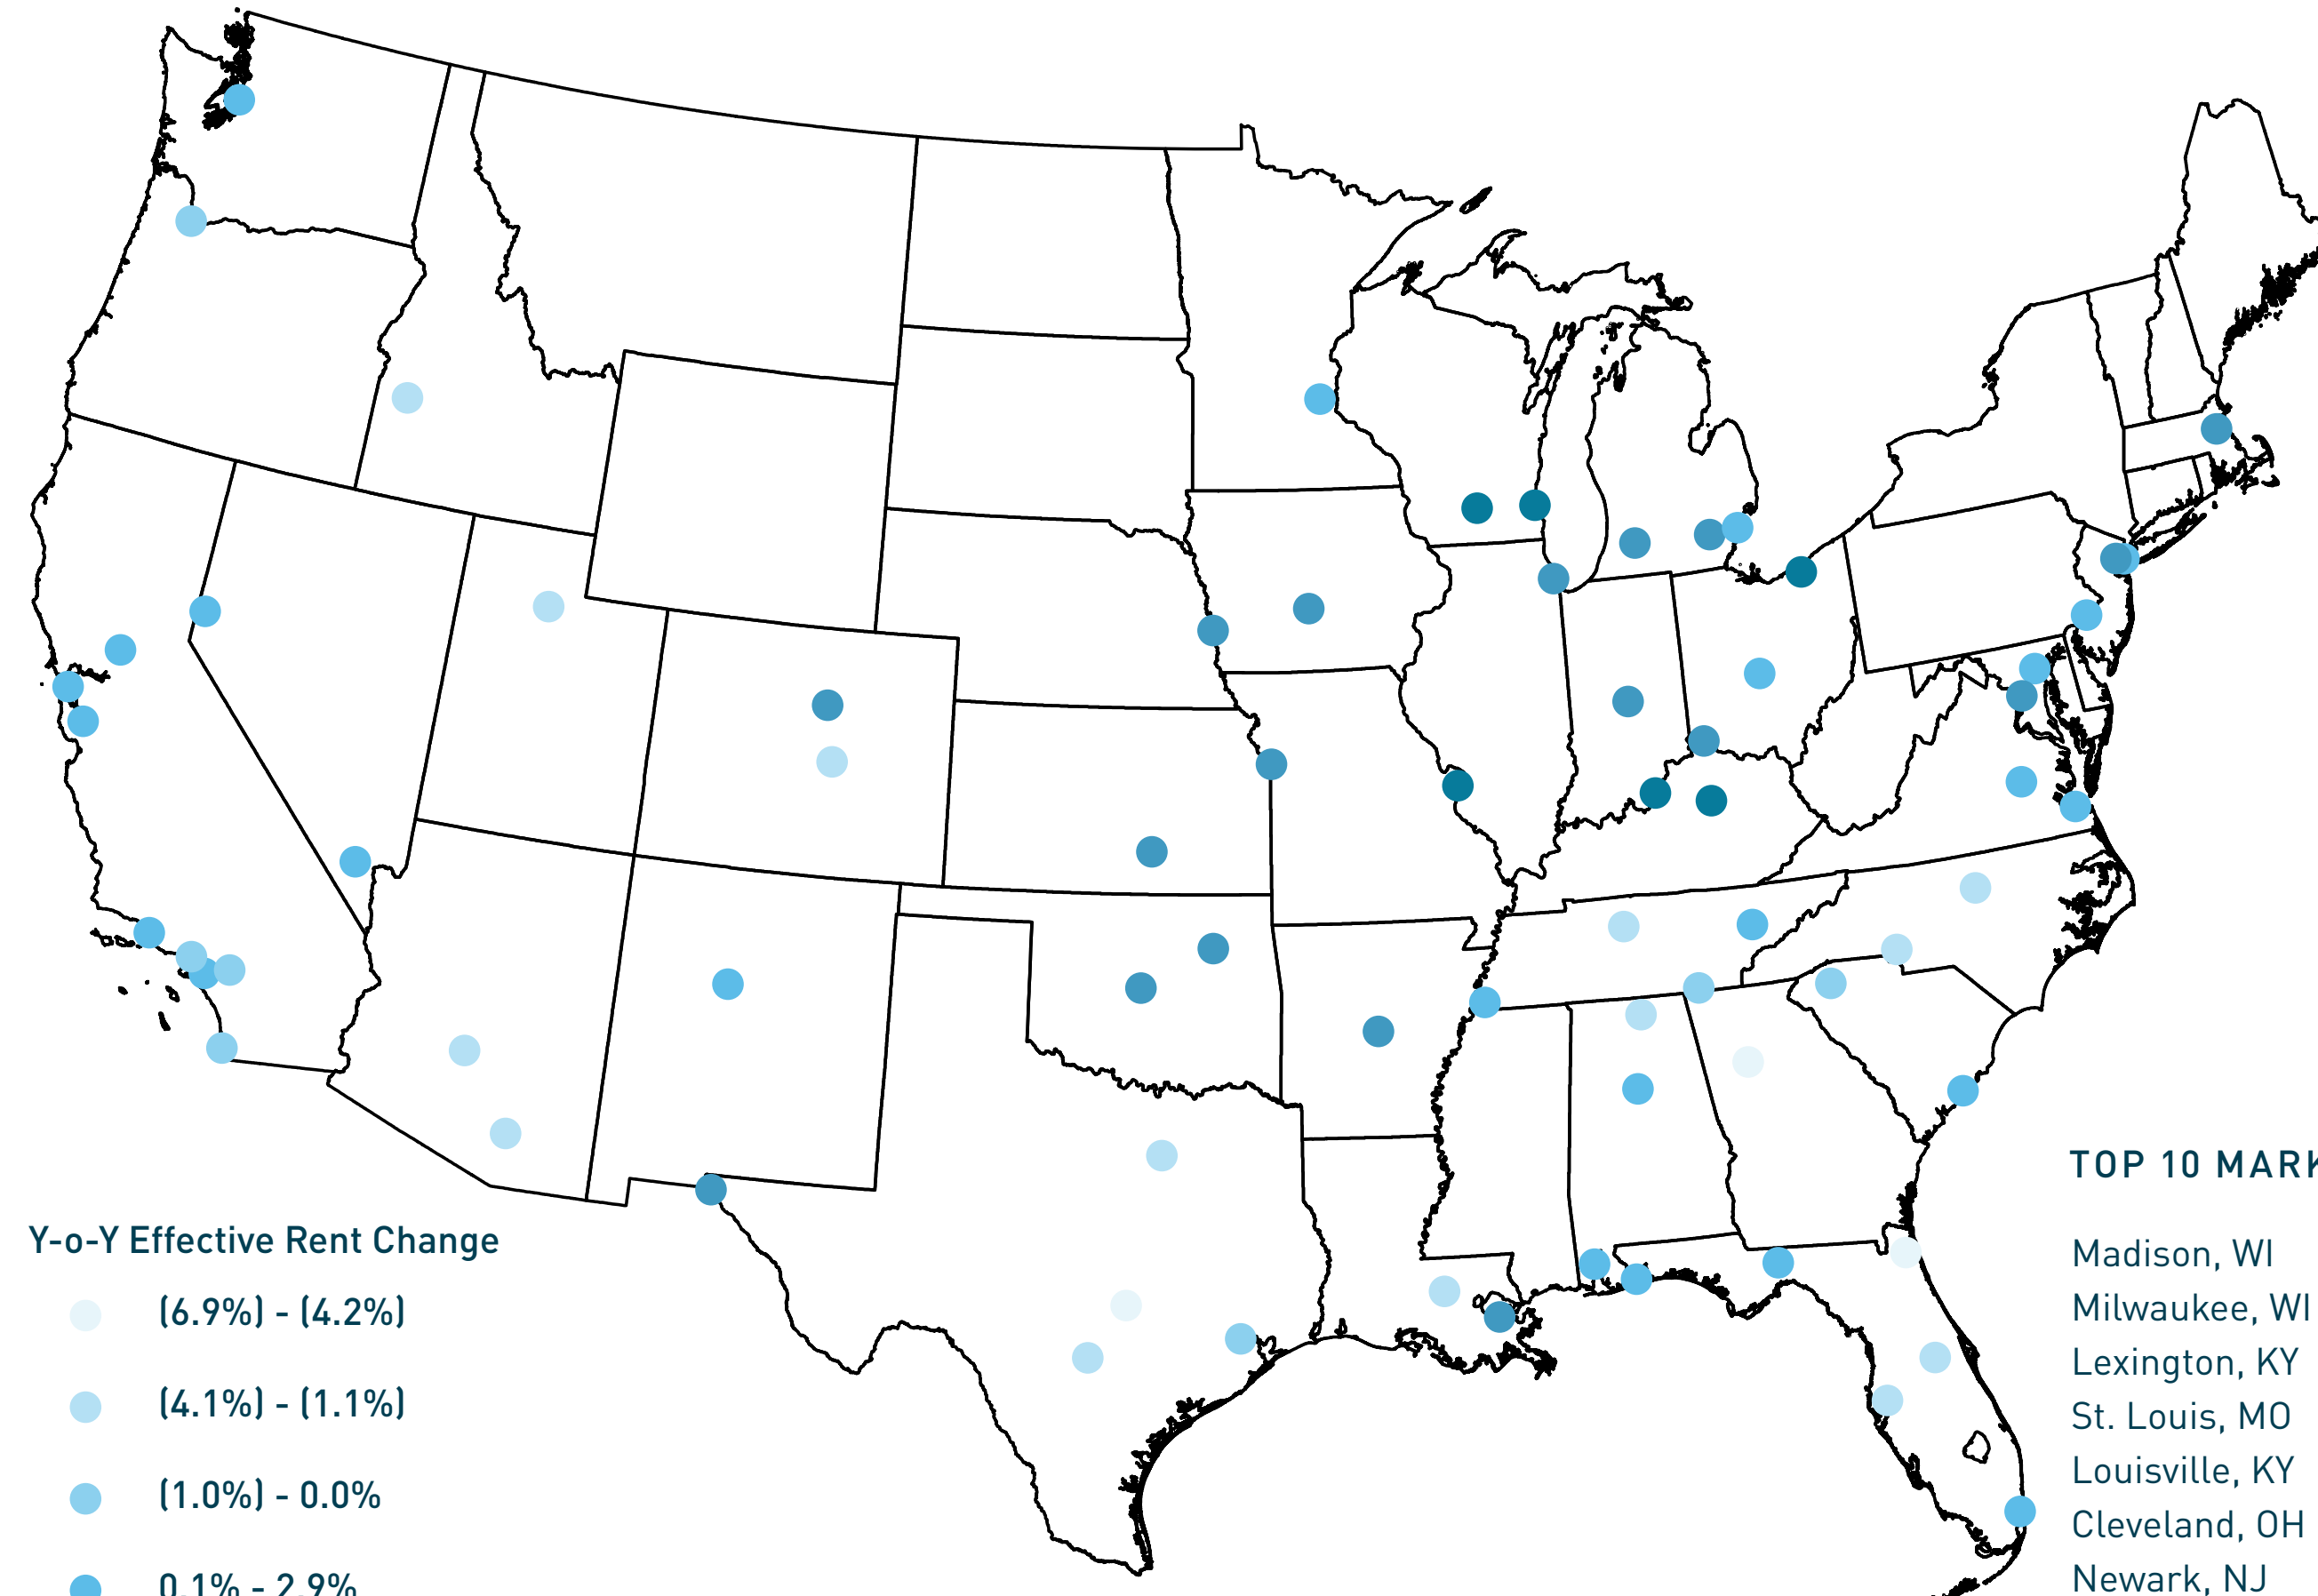 Y-o-Y Effective Rent Change
(6.9%) - (4.2%)
(4.1%) - (1.1%)
(1.0%) - 0.0%
0.1% - 2.9%
TOP 10
Madison, WI
Milwaukee, WI
Lexington, KY
St. Louis, MO
Louisville, KY
Cleveland, OH
Newark, NJ